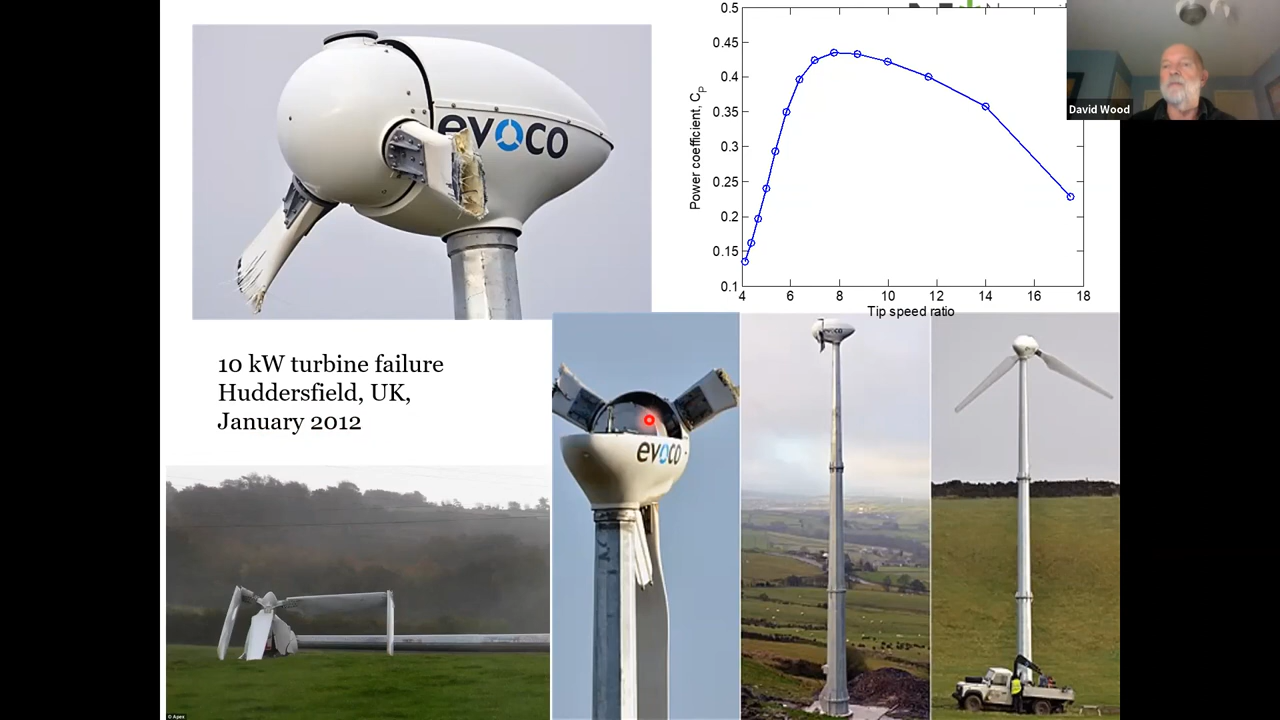 evoco
10 kW turbine failure
Huddersfield, UK,
January 2012
0.5
0.45
0.4
0.35
0.3
0.25
0.2
0.15
0.1
Power coefficient, CP
4
6
8
10
12
14
16
18
Tip speed ratio
David Wood
evoco
evoco
© Apex